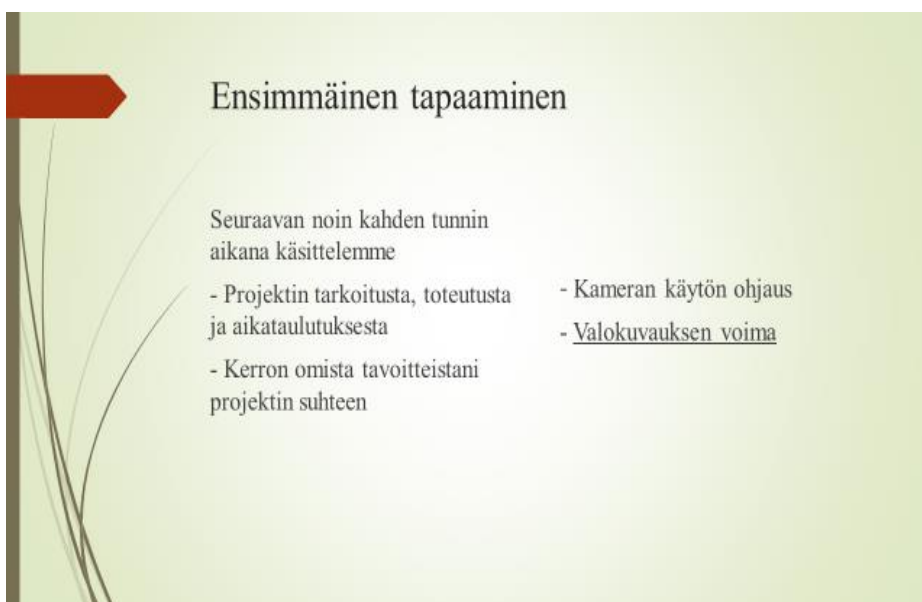 Ensimmäinen tapaaminen
Seuraavan noin kahden tunnin
aikana käsittelemme
- Projektin tarkoitusta, toteutusta
ja aikataulutuksesta
- Kerron omista tavoitteistani
projektin suhteen
- Kameran käytön ohjaus
- Valokuvauksen voima